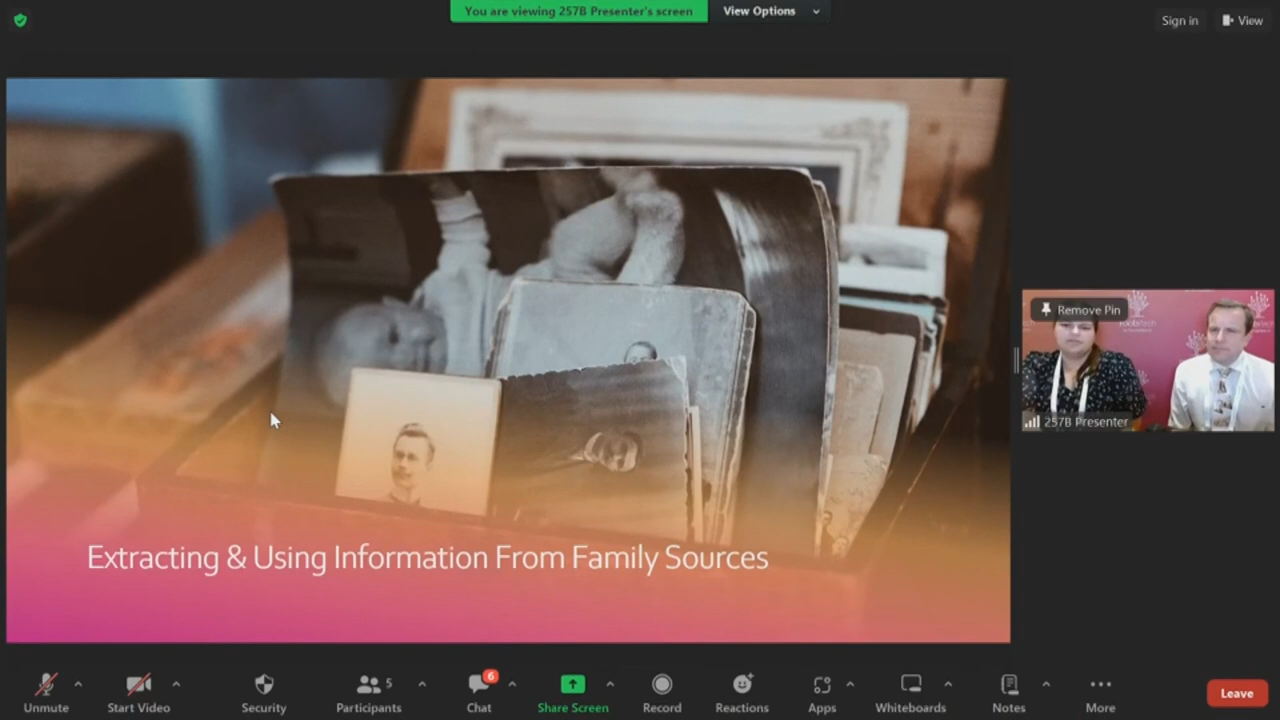 You are viewing 257B Presenter's screen
View Options
Sign in
View
Remove Pin
257B Presenter
Extracting & Using Information From Family Sources
Unmute
Start Video
Security
5
Participants
6
Chat
Share Screen
Record
Reactions
Apps
Whiteboards
Notes
More
Leave